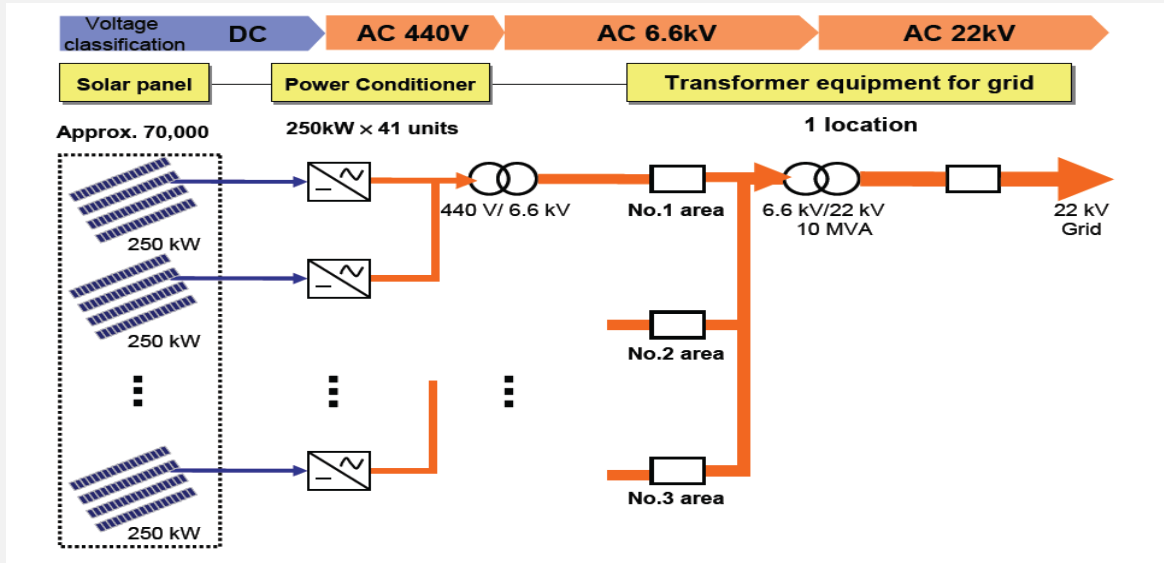 Voltage
classification
DC
AC 440V
AC 6.6kV
AC 22kV
Solar panel
Power Conditioner
Transformer equipment for grid
Approx. 70,000
250kW × 41 units
1 location
250 kW
440 V/ 6.6 kV
No.1 area
6.6 kV/22 kV
10 MVA
22 kV
Grid
250 kW
No.2 area
No.3 area
250 kW